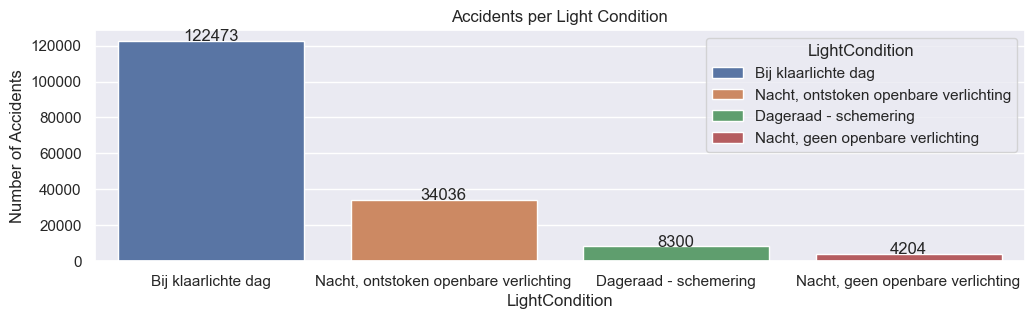 Accidents per Light Condition
Number of Accidents
120000
100000
80000
60000
40000
20000
0
122473
34036
8300
4204
LightCondition
Bij klaarlichte dag
Nacht, ontstoken openbare verlichting
Dageraad - schemering
Nacht, geen openbare verlichting
Bij klaarlichte dag
Nacht, ontstoken openbare verlichting
Dageraad - schemering
Nacht, geen openbare verlichting
LightCondition